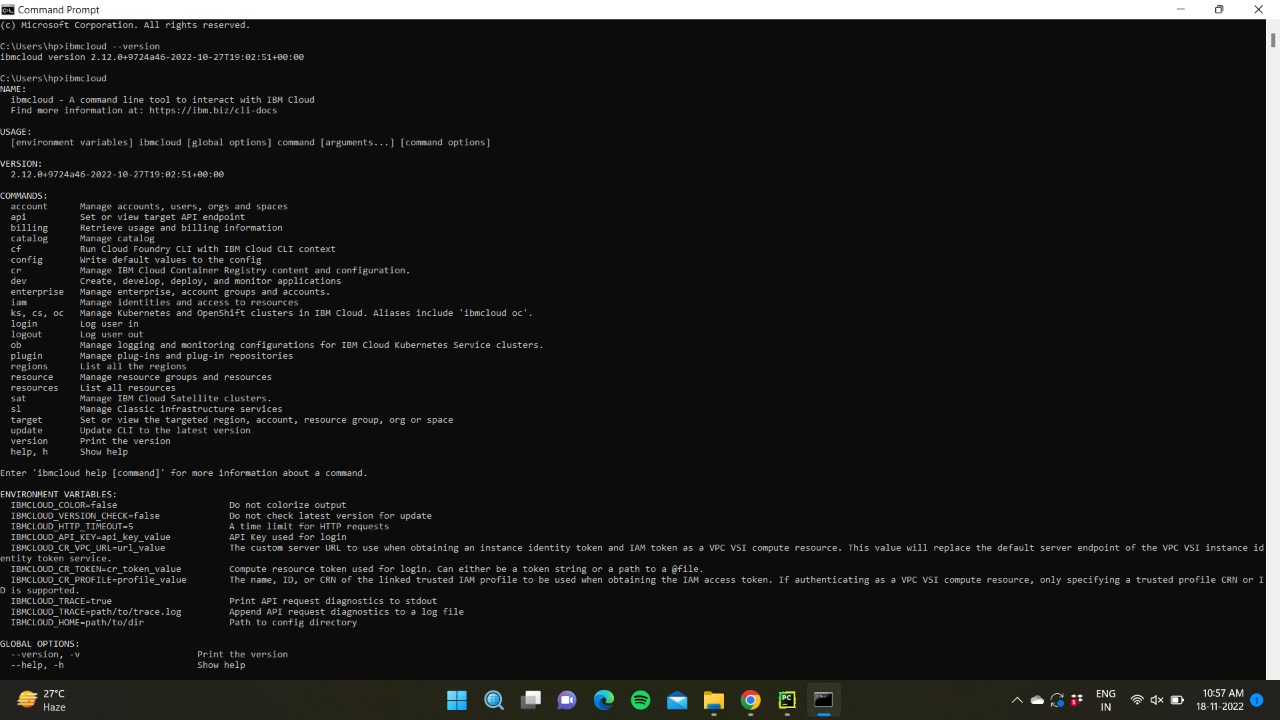 Command Prompt
(c) Microsoft Corporation. All rights reserved.
C:\Users\hp>ibmcloud --version
ibmcloud version 2.12.0+9724a46-2022-10-27T19:02:51+00:00
C:\Users\hp>ibmcloud
NAME:
ibmcloud - A command line tool to interact with IBM Cloud
Find more information at: https://ibm.biz/cli-docs
USAGE:
[environment variables] ibmcloud [global options] command [arguments...] [command options]
VERSION:
2.12.0+9724a46-2022-10-27T19:02:51+00:00
COMMANDS:
account Manage accounts, users, orgs and spaces
api Set or view target API endpoint
billing Retrieve usage and billing information
catalog Manage catalog
cf Run Cloud Foundry CLI with IBM Cloud CLI context
config Write default values to the config
cr Manage IBM Cloud Container Registry content and configuration.
dev Create, develop, deploy, and monitor applications
enterprise Manage enterprise, account groups and accounts.
iam Manage identities and access to resources
ks, cs, oc Manage Kubernetes and OpenShift clusters in IBM Cloud. Aliases include 'ibmcloud oc'.
login Log user in
logout Log user out
ob Manage logging and monitoring configurations for IBM Cloud Kubernetes Service clusters.
plugin Manage plug-ins and plug-in repositories
regions List all the regions
resource Manage resource groups and resources
resources List all resources
sat Manage IBM Cloud Satellite clusters.
sl Manage Classic infrastructure services
target Set or view the targeted region, account, resource group, org or space
update Update CLI to the latest version
version Print the version
help, h Show help
Enter 'ibmcloud help [command]' for more information about a command.
ENVIRONMENT VARIABLES:
IBMCLOUD_COLOR=false Do not colorize output
IBMCLOUD_VERSION_CHECK=false Do not check latest version for update
IBMCLOUD_HTTP_TIMEOUT=5 A time limit for HTTP requests
IBMCLOUD_API_KEY=api_key_value API Key used for login
IBMCLOUD_CR_VPC_URL=url_value The custom server URL to use when obtaining an instance identity token and IAM token as a VPC VSI compute resource. This value will replace the default server endpoint of the VPC VSI instance id
entity token service.
IBMCLOUD_CR_TOKEN=cr_token_value Compute resource token used for login. Can either be a token string or a path to a @file.
IBMCLOUD_CR_PROFILE=profile_value The name, ID, or CRN of the linked trusted IAM profile to be used when obtaining the IAM access token. If authenticating as a VPC VSI compute resource, only specifying a trusted profile CRN or I
D is supported.
IBMCLOUD_TRACE=true Print API request diagnostics to stdout
IBMCLOUD_TRACE=path/to/trace.log Append API request diagnostics to a log file
IBMCLOUD_HOME=path/to/dir Path to config directory
GLOBAL OPTIONS:
--version, -v Print the version
--help, -h Show help
27°C
Haze
PC
ENG
IN
10:57 AM
18-11-2022
1